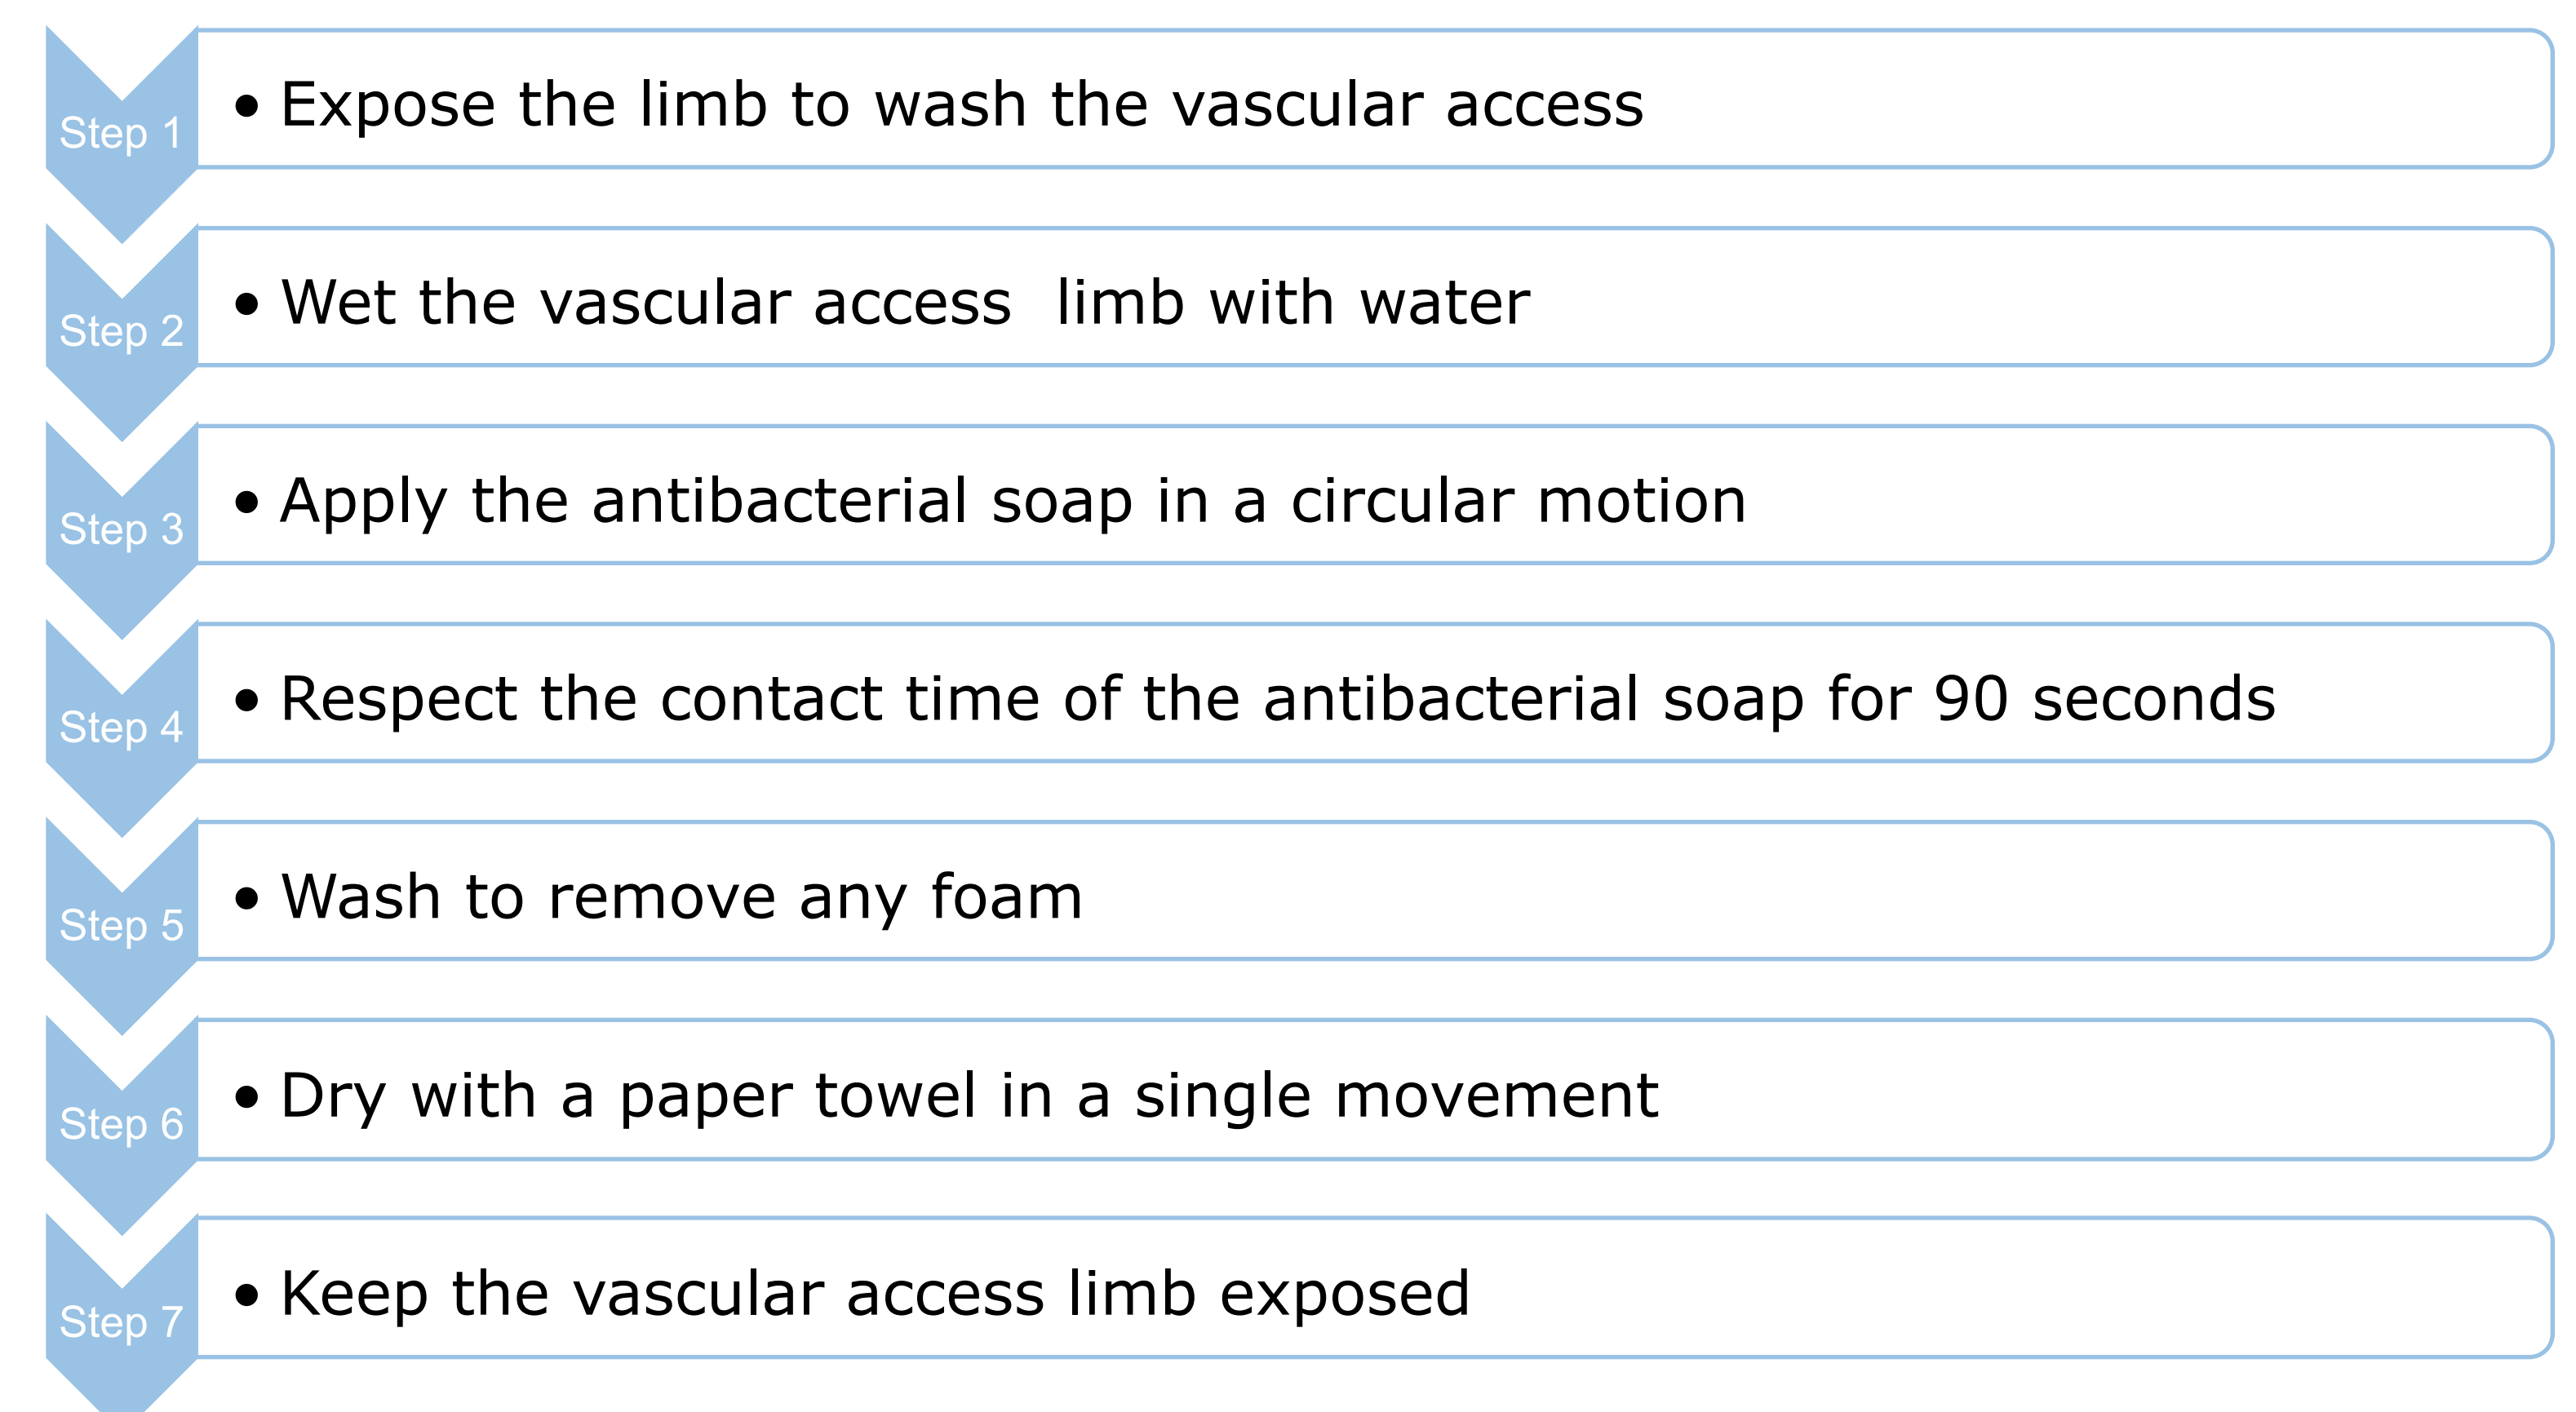 Step 1
• Expose the limb to wash the vascular access
Step 2
• Wet the vascular access  limb with water
Step 3
• Apply the antibacterial soap in a circular motion
Step 4
• Respect the contact time of the antibacterial soap for 90 seconds
Step 5
• Wash to remove any foam
Step 6
• Dry with a paper towel in a single movement
Step 7
• Keep the vascular access limb exposed